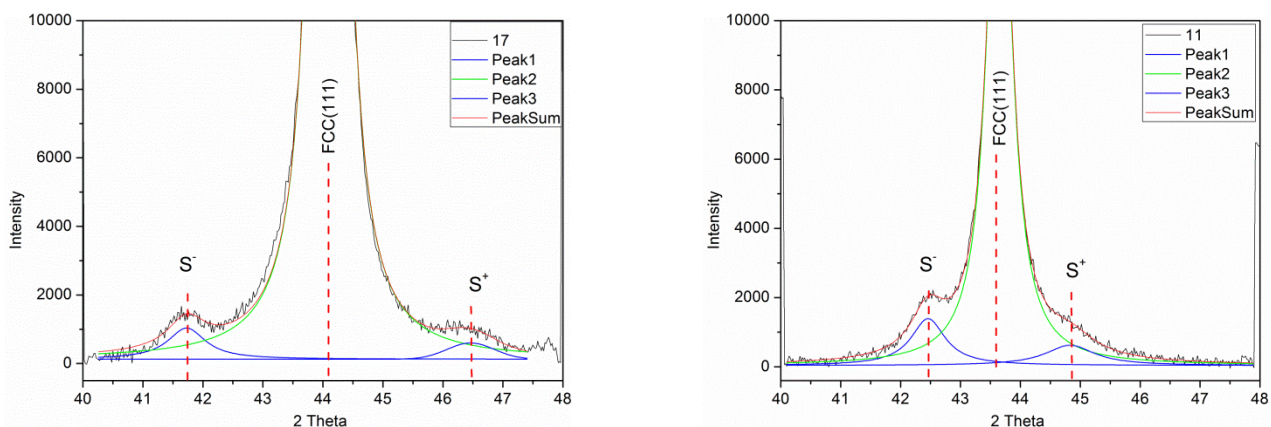 10000
8000
6000
4000
2000
0
Intensity
40 41 42 43 44 45 46 47 48
2 Theta
S-
FCC(111)
S+
17
Peak1
Peak2
Peak3
PeakSum
10000
8000
6000
4000
2000
0
Intensity
40 41 42 43 44 45 46 47 48
2 Theta
S-
FCC(111)
S+
11
Peak1
Peak2
Peak3
PeakSum